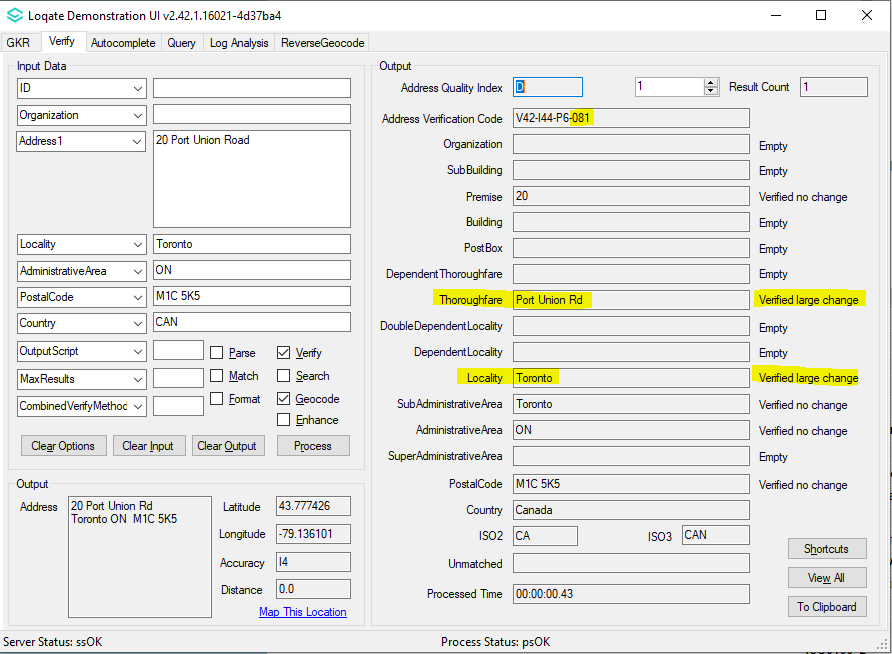 Loqate Demonstration UI v2.42.1.16021-4d37ba4
GKR Verify Autocomplete Query Log Analysis ReverseGeocode
Input Data
ID
Organization
Address1 20 Port Union Road
Locality Toronto
AdministrativeArea ON
PostalCode M1C 5K5
Country CAN
OutputScript Parse Verify
MaxResults Match Search
CombinedVerifyMethod Format Geocode
Enhance
Clear Options Clear Input Clear Output Process
Output
Address 20 Port Union Rd
Toronto ON M1C 5K5
Latitude 43.777426
Longitude -79.136101
Accuracy I4
Distance 0.0
Map This Location
Output
Address Quality Index D 1 Result Count 1
Address Verification Code V42-I44-P6-081
Organization Empty
SubBuilding Empty
Premise 20 Verified no change
Building Empty
PostBox Empty
DependentThoroughfare Empty
Thoroughfare Port Union Rd Verified large change
DoubleDependentLocality Empty
DependentLocality Empty
Locality Toronto Verified large change
SubAdministrativeArea Toronto Verified no change
AdministrativeArea ON Verified no change
SuperAdministrativeArea Empty
PostalCode M1C 5K5 Verified no change
Country Canada
ISO2 CA ISO3 CAN
Unmatched
Processed Time 00:00:00.43
Shortcuts
View All
To Clipboard
Server Status: ssOK Process Status: psOK